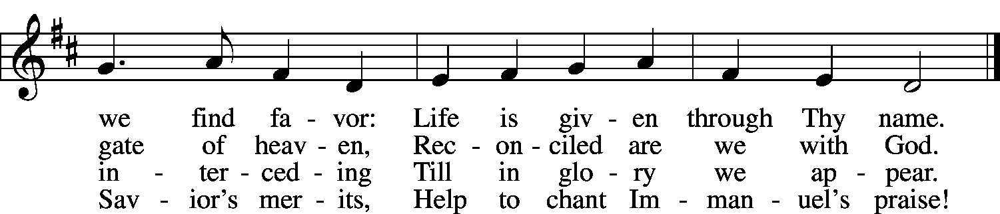 we find fa - vor: Life is giv - en through Thy name.
gate of heav - en, Rec - on - ciled are we with God.
in - ter - ced - ing Till in glo - ry we ap - pear.
Sav - ior's mer - its, Help to chant Im - man - uel's praise!